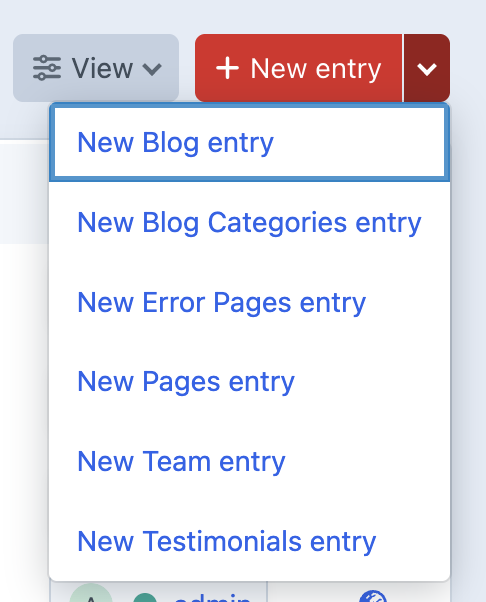 View
New entry
New Blog entry
New Blog Categories entry
New Error Pages entry
New Pages entry
New Team entry
New Testimonials entry
admin